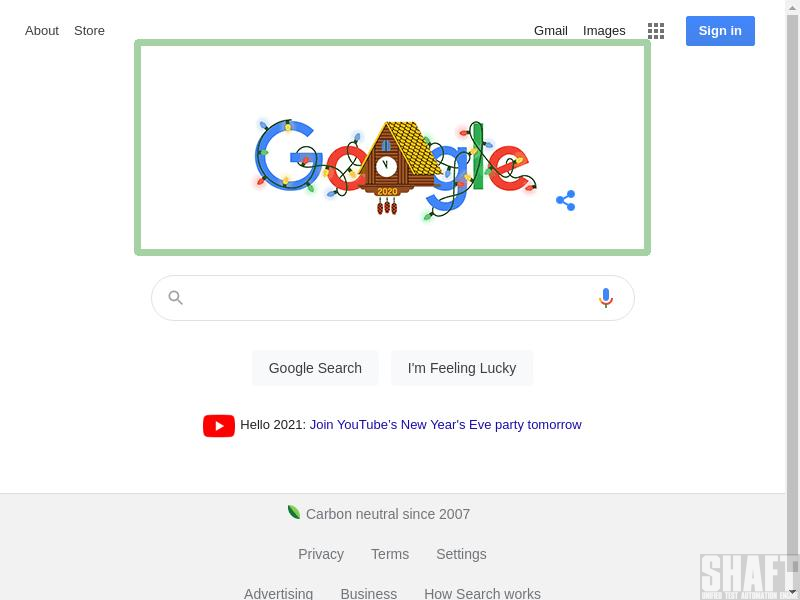 About Store Gmail Images Sign in
Google
2020
Google Search I'm Feeling Lucky
Hello 2021: Join YouTube's New Year's Eve party tomorrow
Carbon neutral since 2007
Privacy Terms Settings
Advertising Business How Search works
SHAFT